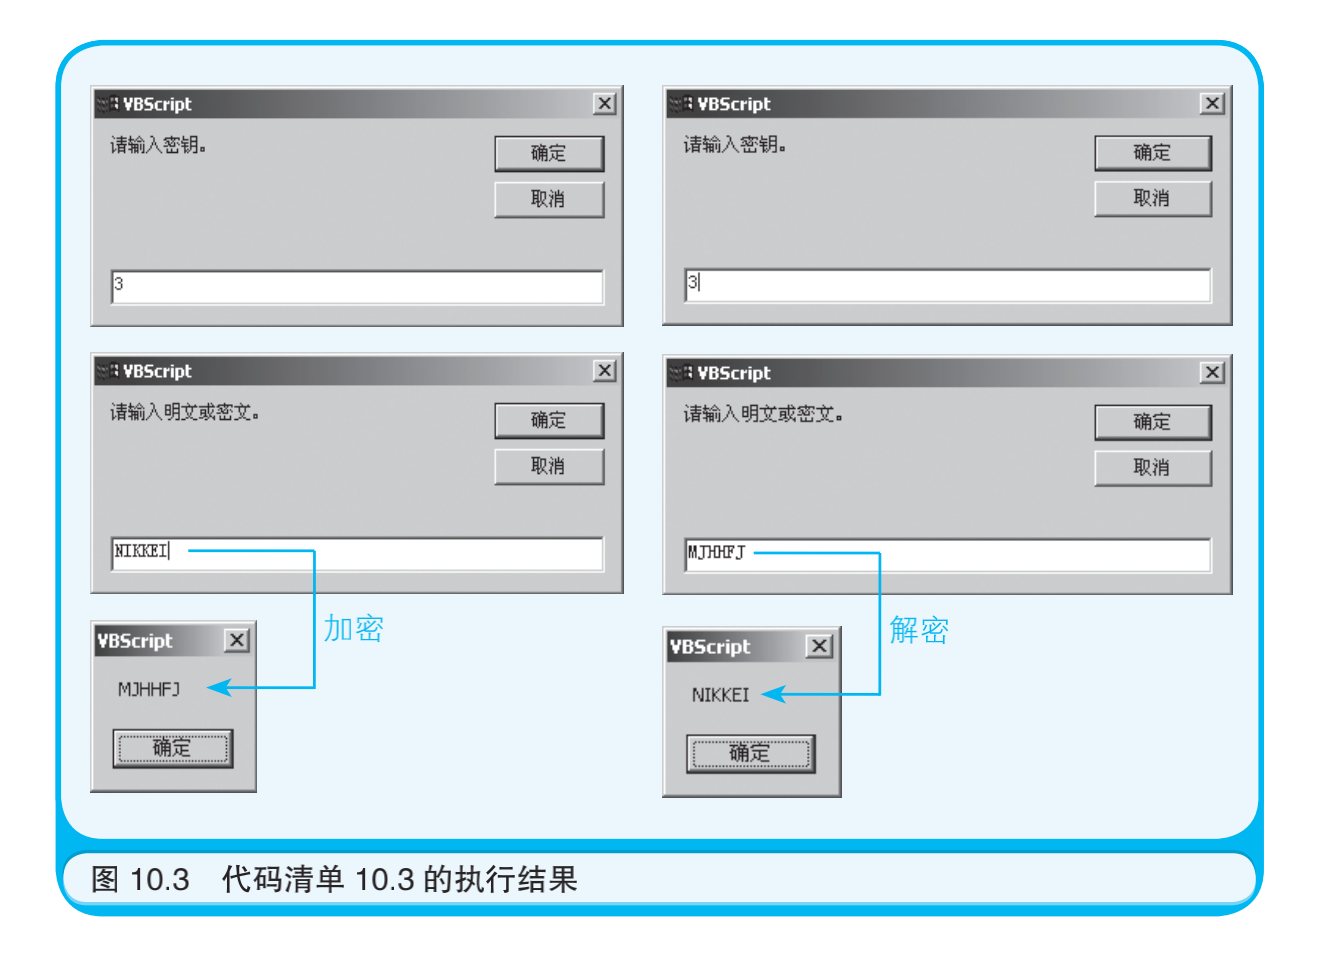 VBScript
请输入密钥。
确定
取消
3
VBScript
请输入明文或密文。
确定
取消
NIKKEI
加密
VBScript
MJHHFJ
确定
VBScript
请输入密钥。
确定
取消
3
VBScript
请输入明文或密文。
确定
取消
MJHHFJ
解密
VBScript
NIKKEI
确定
图 10.3 代码清单 10.3 的执行结果